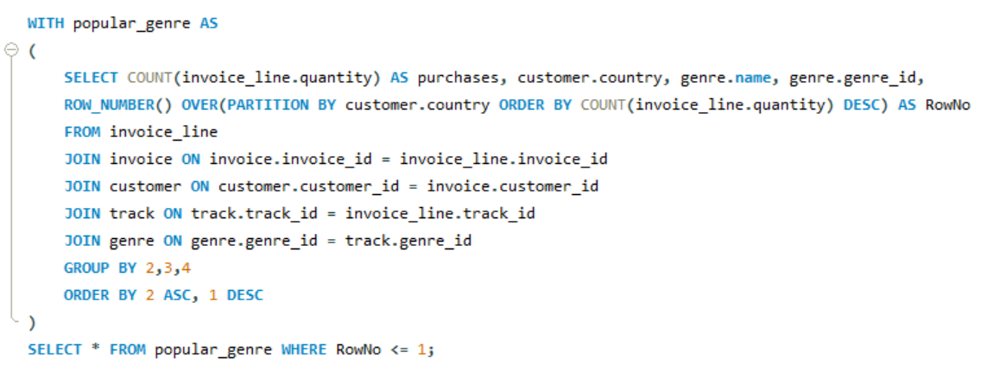 WITH popular_genre AS
(
SELECT COUNT(invoice_line.quantity) AS purchases, customer.country, genre.name, genre.genre_id,
ROW_NUMBER() OVER(PARTITION BY customer.country ORDER BY COUNT(invoice_line.quantity) DESC) AS RowNo
FROM invoice_line
JOIN invoice ON invoice.invoice_id = invoice_line.invoice_id
JOIN customer ON customer.customer_id = invoice.customer_id
JOIN track ON track.track_id = invoice_line.track_id
JOIN genre ON genre.genre_id = track.genre_id
GROUP BY 2,3,4
ORDER BY 2 ASC, 1 DESC
)
SELECT * FROM popular_genre WHERE RowNo <= 1;